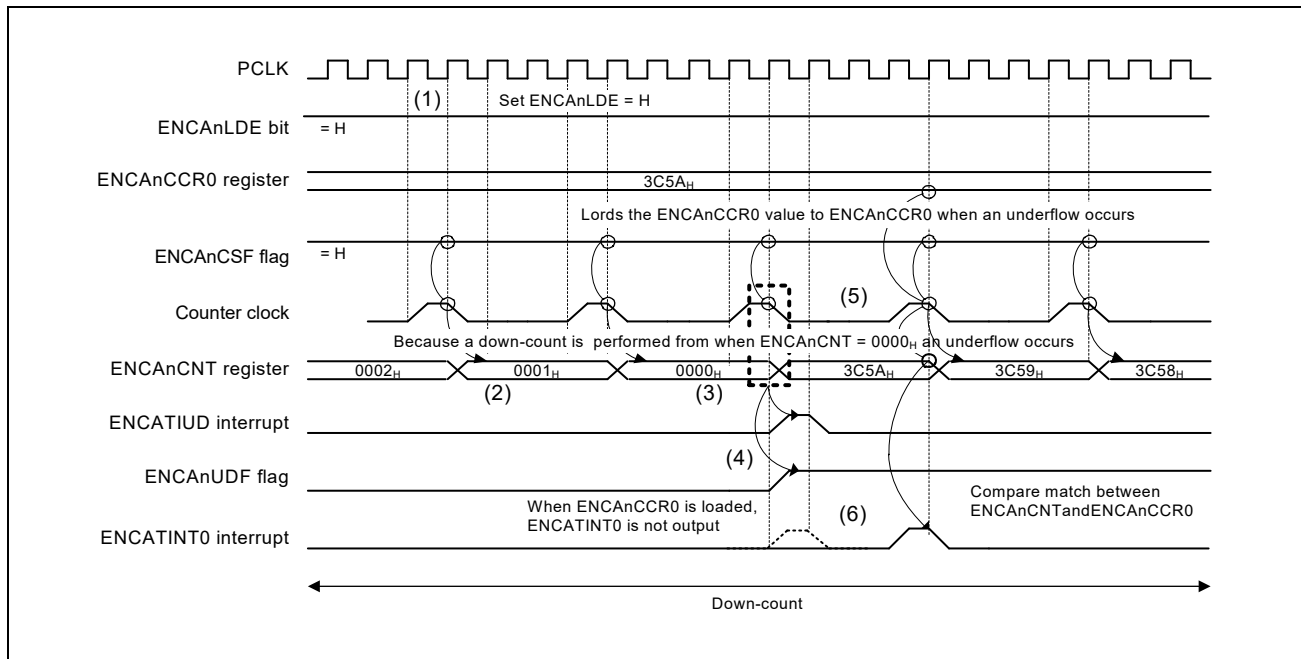 PCLK
(1)
Set ENCAnLDE = H
ENCAnLDE bit
= H
ENCAnCCR0 register
3C5AH
Lords the ENCAnCCR0 value to ENCAnCCR0 when an underflow occurs
ENCAnCSF flag
= H
Counter clock
(5)
Because a down-count is performed from when ENCAnCNT = 0000H an underflow occurs
ENCAnCNT register
0002H
0001H
0000H
3C5AH
3C59H
3C58H
(2)
(3)
ENCATIUD interrupt
(4)
ENCAnUDF flag
When ENCAnCCR0 is loaded,
ENCATINT0 is not output
(6)
Compare match between
ENCAnCNTandENCAnCCR0
ENCATINT0 interrupt
Down-count